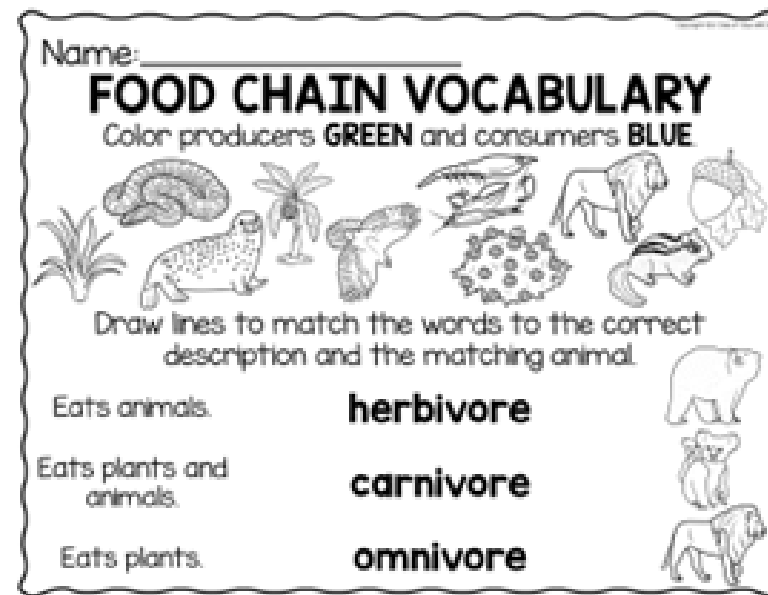 Name:
FOOD CHAIN VOCABULARY
Color producers GREEN and consumers BLUE.
Draw lines to match the words to the correct
description and the matching animal.
Eats animals.
herbivore
Eats plants and
animals.
carnivore
Eats plants.
omnivore